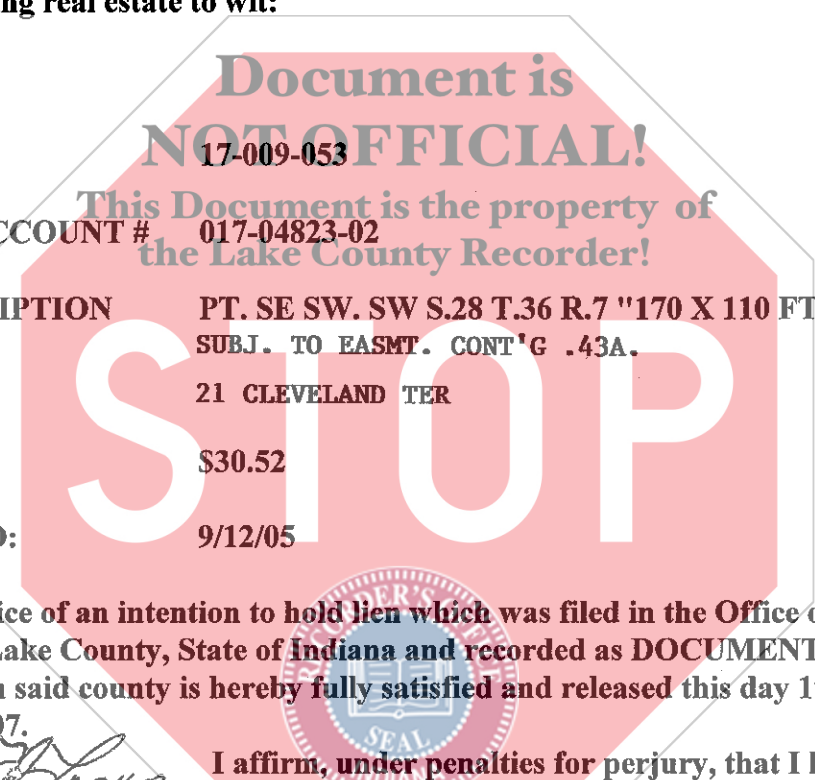 ng real estate to wit:
Document is
NOT OFFICIAL!
17-009-053
This Document is the property of
CCOUNT # 017-04823-02
the Lake County Recorder!
IPTION PT. SE SW. SW S.28 T.36 R.7 "170 X 110 FT
SUBJ. TO EASMT. CONT'G .43A.
21 CLEVELAND TER
STOP
$30.52
): 9/12/05
ice of an intention to hold lien which was filed in the Office o
Lake County, State of Indiana and recorded as DOCUMENT
n said county is hereby fully satisfied and released this day 1
07.
RECORDER'S OFFICE
SEAL
I affirm, under penalties for perjury, that I h